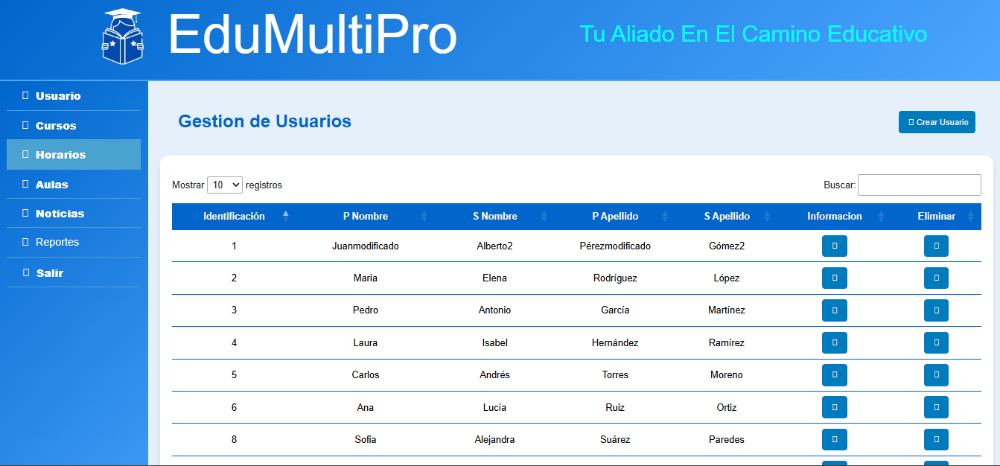 EduMultiPro
Tu Aliado En El Camino Educativo
Usuario
Cursos
Horarios
Aulas
Noticias
Reportes
Salir
Gestion de Usuarios
Crear Usuario
Mostrar 10 registros
Buscar:
Identificación P Nombre S Nombre P Apellido S Apellido Informacion Eliminar
1 Juanmodificado Alberto2 Pérezmodificado Gómez2
2 Maria Elena Rodríguez López
3 Pedro Antonio García Martínez
4 Laura Isabel Hernández Ramírez
5 Carlos Andrés Torres Moreno
6 Ana Lucía Ruiz Ortiz
8 Sofia Alejandra Suárez Paredes